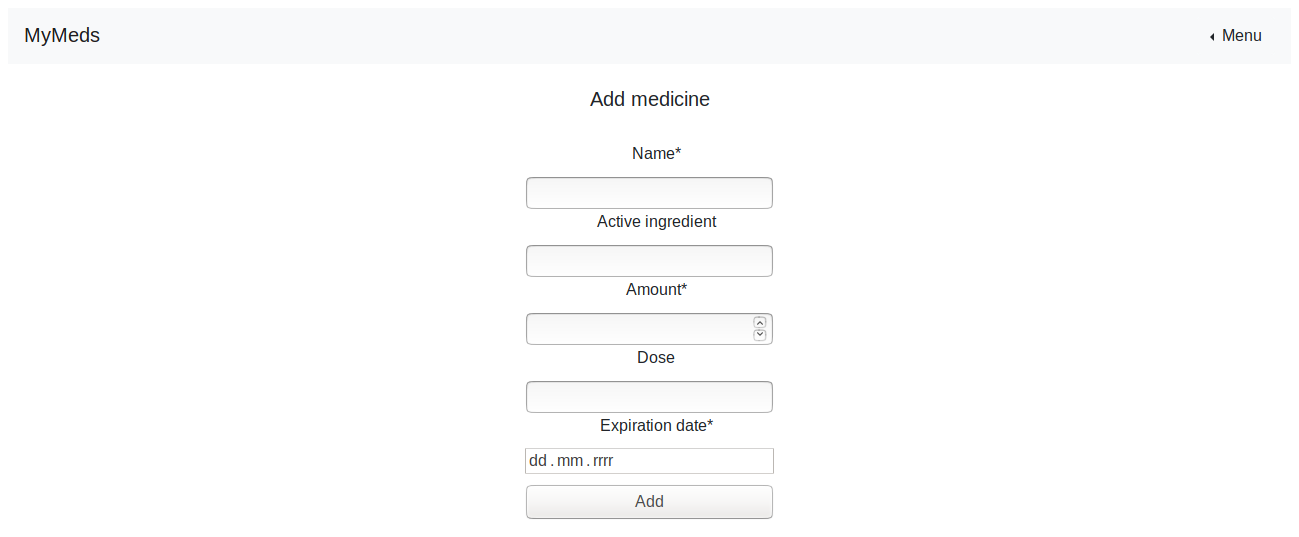 MyMeds
Menu
Add medicine
Name*
Active ingredient
Amount*
Dose
Expiration date*
dd.mm.rrrr
Add